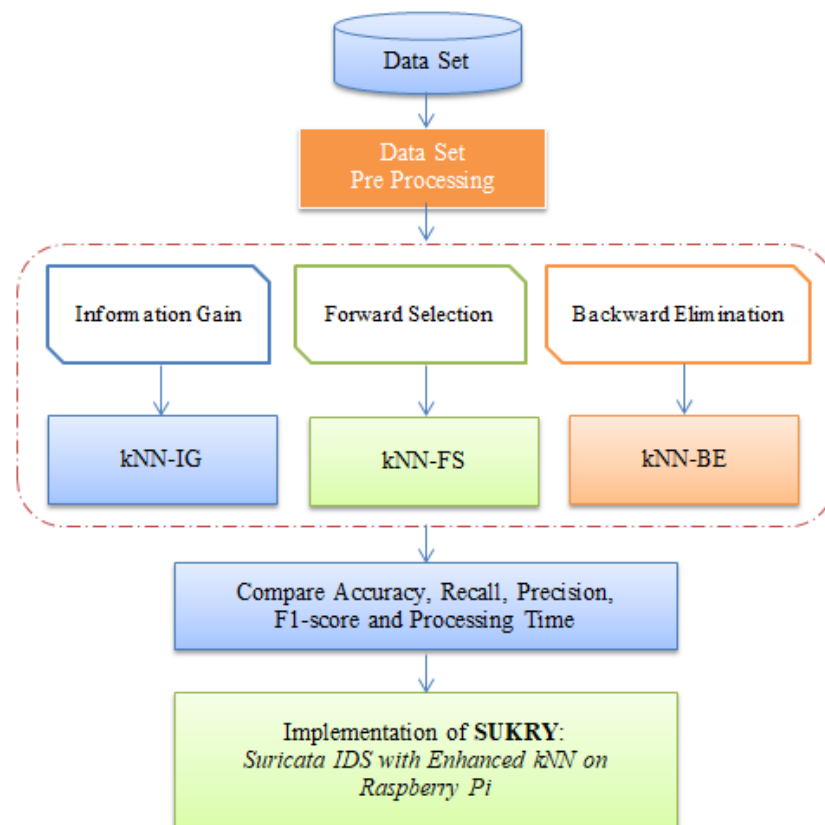 Data Set
Data Set
Pre Processing
Information Gain
Forward Selection
Backward Elimination
kNN-IG
kNN-FS
kNN-BE
Compare Accuracy, Recall, Precision,
F1-score and Processing Time
Implementation of SUKRY:
Suricata IDS with Enhanced kNN on
Raspberry Pi